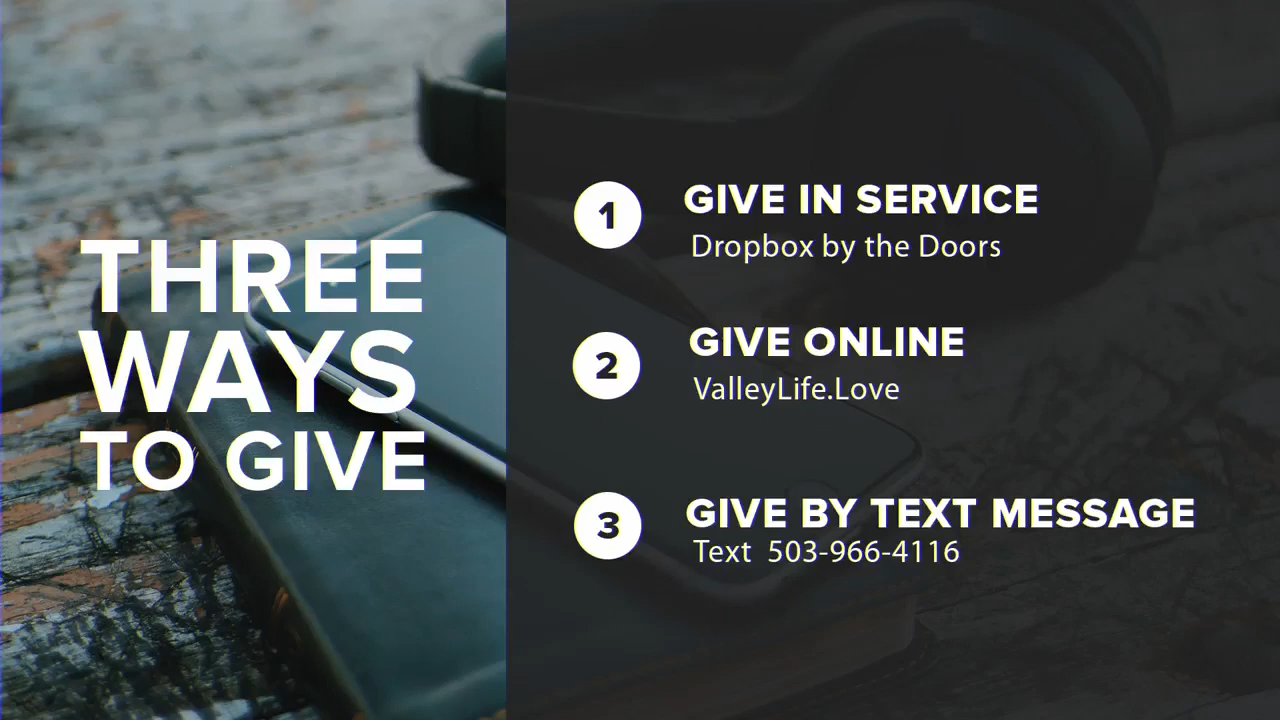 THREE
WAYS
TO GIVE
1
GIVE IN SERVICE
Dropbox by the Doors
2
GIVE ONLINE
ValleyLife.Love
3
GIVE BY TEXT MESSAGE
Text 503-966-4116